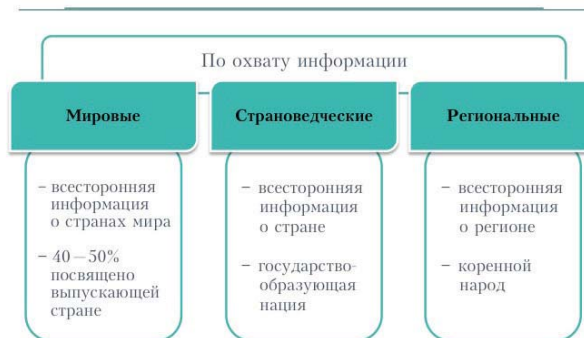 По охвату информации
Мировые
– всесторонняя
информация
о странах мира
– 40–50%
посвящено
выпускающей
стране
Страноведческие
– всесторонняя
информация
о стране
– государство-
образующая
нация
Региональные
– всесторонняя
информация
о регионе
– коренной
народ